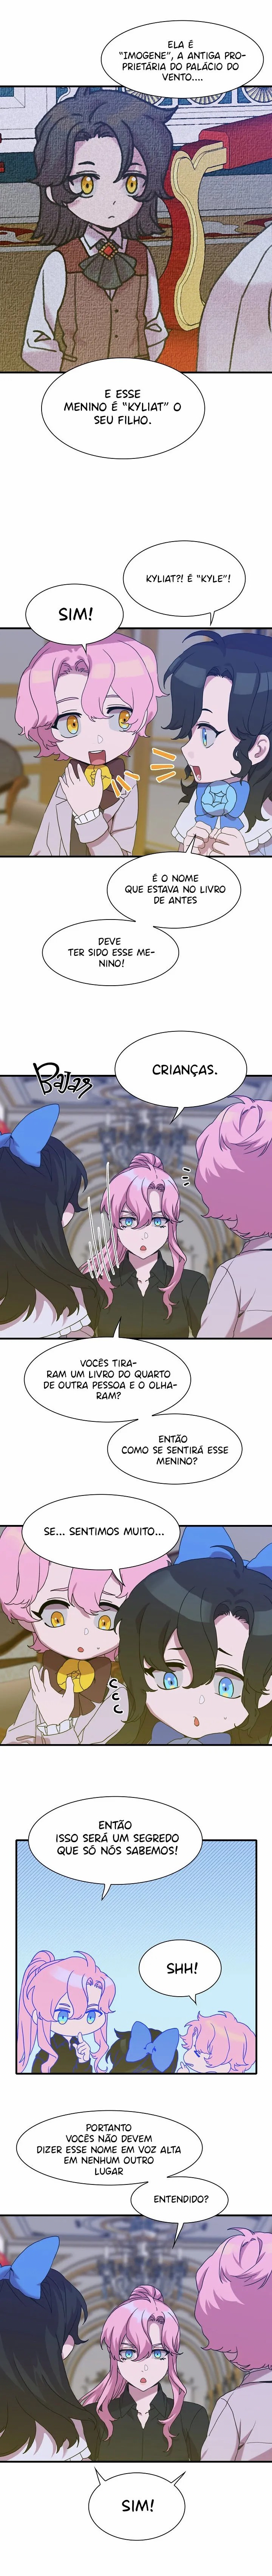 ELA É
"IMOGENE", A ANTIGA PRO-
PRIETÁRIA DO PALÁCIO DO
VENTO....
E ESSE
MENINO É "KYLIAT" O
SEU FILHO.
KYLIAT?! É "KYLE"!
SIM!
É O NOME
QUE ESTAVA NO LIVRO
DE ANTES
DEVE
TER SIDO ESSE ME-
NINO!
CRIANÇAS.
VOCÊS TIRA-
RAM UM LIVRO DO QUARTO
DE OUTRA PESSOA E O OLHA-
RAM?
ENTÃO
COMO SE SENTIRÁ ESSE
MENINO?
SE... SENTIMOS MUITO...
ENTÃO
ISSO SERÁ UM SEGREDO
QUE SÓ NÓS SABEMOS!
SHH!
PORTANTO
VOCÊS NÃO DEVEM
DIZER ESSE NOME EM VOZ ALTA
EM NENHUM OUTRO
LUGAR
ENTENDIDO?
SIM!